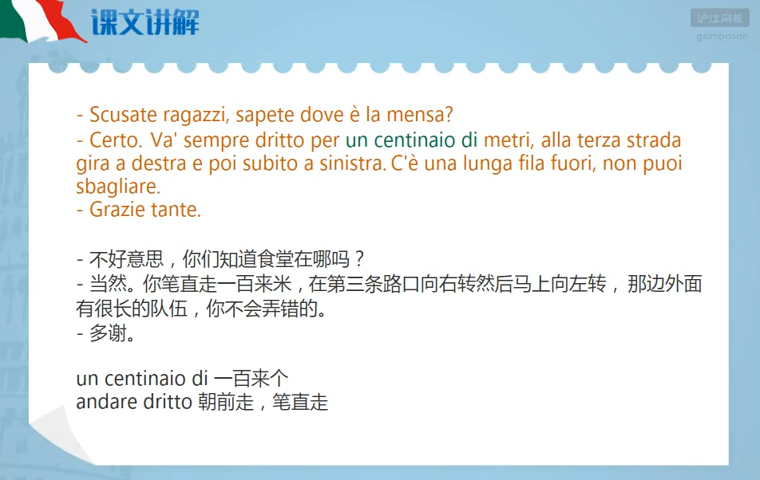 课文讲解
沪江网校
gsimposon
- Scusate ragazzi, sapete dove è la mensa?
- Certo. Va' sempre dritto per un centinaio di metri, alla terza strada
gira a destra e poi subito a sinistra. C'è una lunga fila fuori, non puoi
sbagliare.
- Grazie tante.
- 不好意思，你们知道食堂在哪吗？
- 当然。你笔直走一百来米，在第三条路口向右转然后马上向左转， 那边外面
有很长的队伍，你不会弄错的。
- 多谢。
un centinaio di 一百来个
andare dritto 朝前走，笔直走